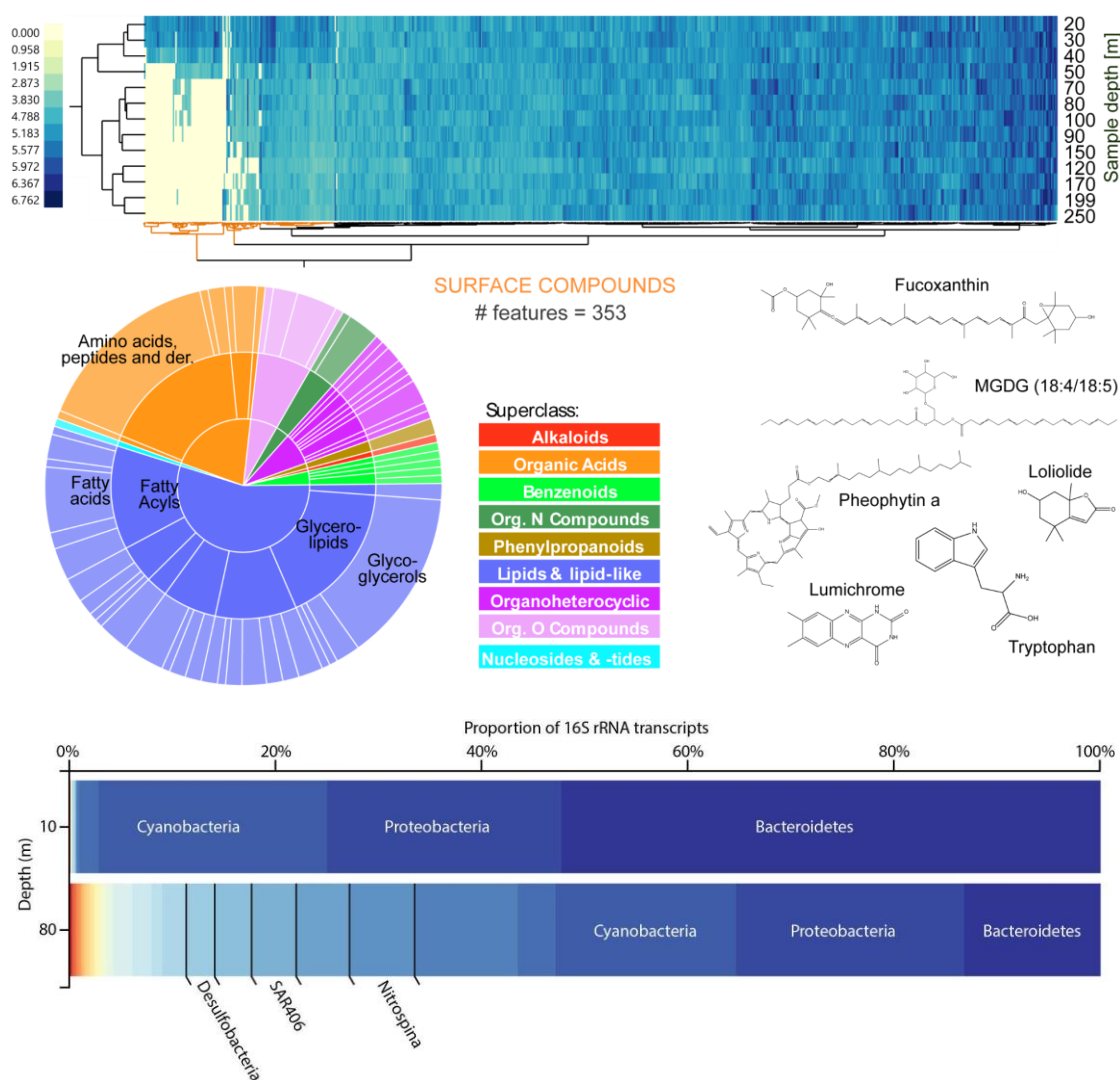 0.000
0.958
1.915
2.873
3.830
4.788
5.183
5.577
5.972
6.367
6.762
20
30
40
50
70
80
100
90
150
120
170
199
250
Sample depth [m]
SURFACE COMPOUNDS
# features = 353
Amino acids,
peptides and der.
Fatty
acids
Fatty
Acyls
Glycero-
lipids
Glyco-
glycerols
Superclass:
Alkaloids
Organic Acids
Benzenoids
Org. N Compounds
Phenylpropanoids
Lipids & lipid-like
Organoheterocyclic
Org. O Compounds
Nucleosides & -tides
Fucoxanthin
MGDG (18:4/18:5)
Pheophytin a
Loliolide
Lumichrome
Tryptophan
Proportion of 16S rRNA transcripts
0%
20%
40%
60%
80%
100%
Depth (m)
10
Cyanobacteria
Proteobacteria
Bacteroidetes
80
Cyanobacteria
Proteobacteria
Bacteroidetes
Desulfobacteria
SAR406
Nitrospina